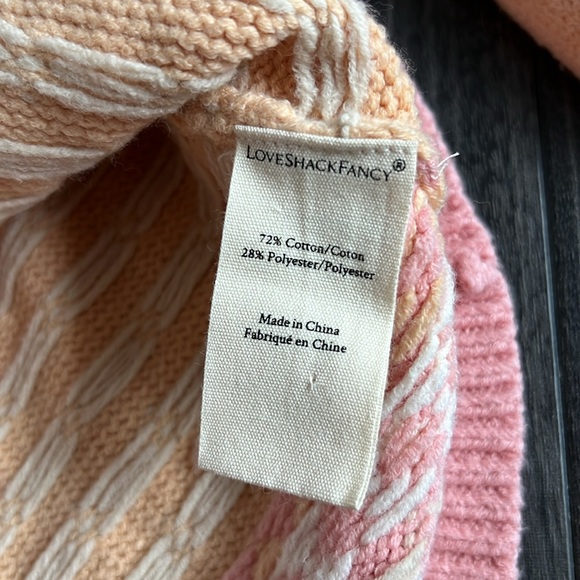 LoveShackFancy®
72% Cotton/Coton
28% Polyester/Polyester
Made in China
Fabriqué en Chine